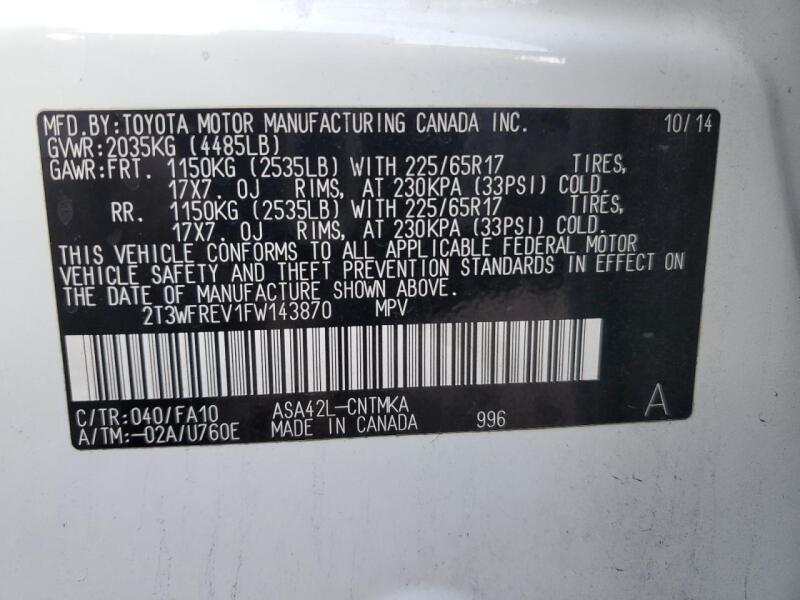 MFD.BY:TOYOTA MOTOR MANUFACTURING CANADA INC. 10/14
GVWR:2035KG (4485LB)
GAWR:FRT. 1150KG (2535LB) WITH 225/65R17 TIRES,
17X7. 0J RIMS, AT 230KPA (33PSI) COLD.
RR. 1150KG (2535LB) WITH 225/65R17 TIRES,
17X7. 0J RIMS, AT 230KPA (33PSI) COLD.
THIS VEHICLE CONFORMS TO ALL APPLICABLE FEDERAL MOTOR
VEHICLE SAFETY AND THEFT PREVENTION STANDARDS IN EFFECT ON
THE DATE OF MANUFACTURE SHOWN ABOVE.
2T3WFREV1FW143870 MPV
C/TR:040/FA10 ASA42L-CNTMKA A
A/TM:-02A/U760E MADE IN CANADA 996